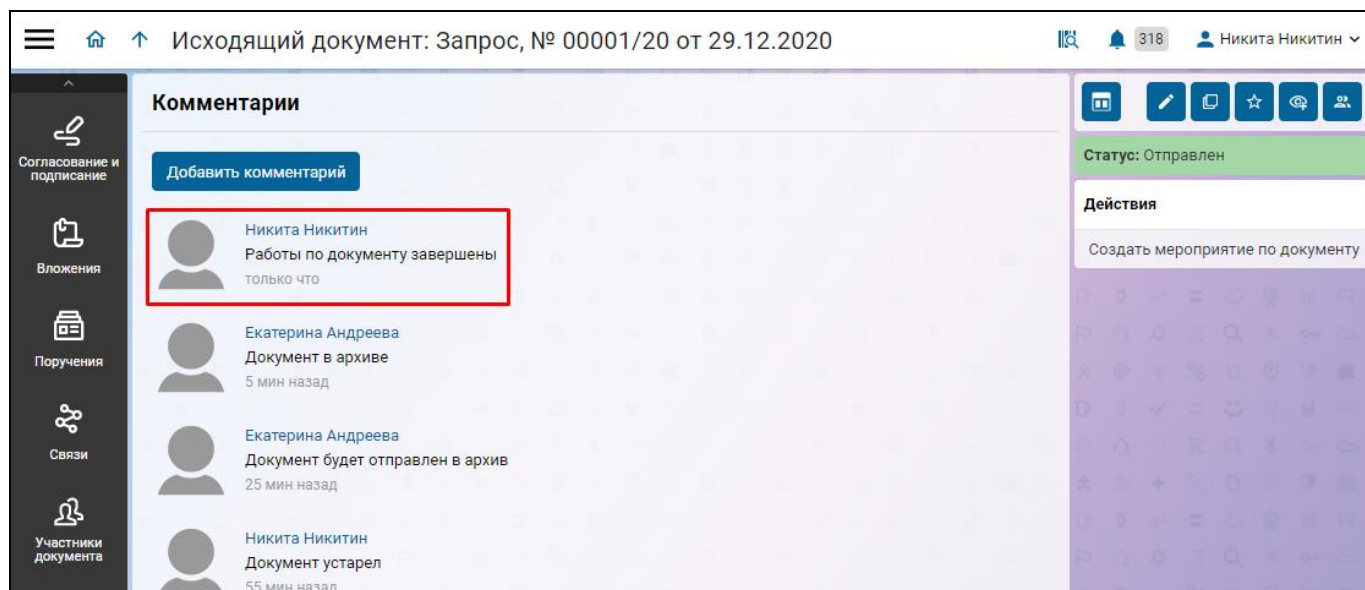 Исходящий документ: Запрос, № 00001/20 от 29.12.2020
318
Никита Никитин
Согласование и
подписание
Вложения
Поручения
Связи
Участники
документа
Комментарии
Добавить комментарий
Никита Никитин
Работы по документу завершены
только что
Екатерина Андреева
Документ в архиве
5 мин назад
Екатерина Андреева
Документ будет отправлен в архив
25 мин назад
Никита Никитин
Документ устарел
55 мин назад
Статус: Отправлен
Действия
Создать мероприятие по документу